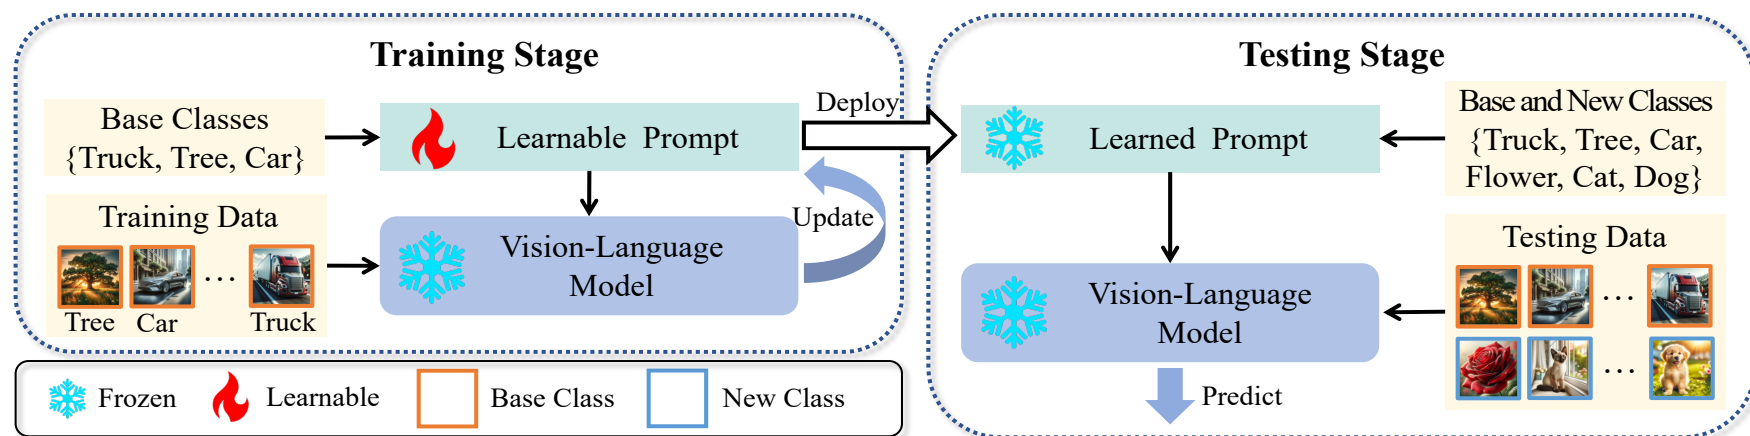 Training Stage
Base Classes
{Truck, Tree, Car}
Learnable Prompt
Deploy
Training Data
Tree
Car
...
Truck
Vision-Language
Model
Update
Frozen
Learnable
Base Class
New Class
Testing Stage
Learned Prompt
Base and New Classes
{Truck, Tree, Car,
Flower, Cat, Dog}
Vision-Language
Model
Testing Data
...
...
Predict